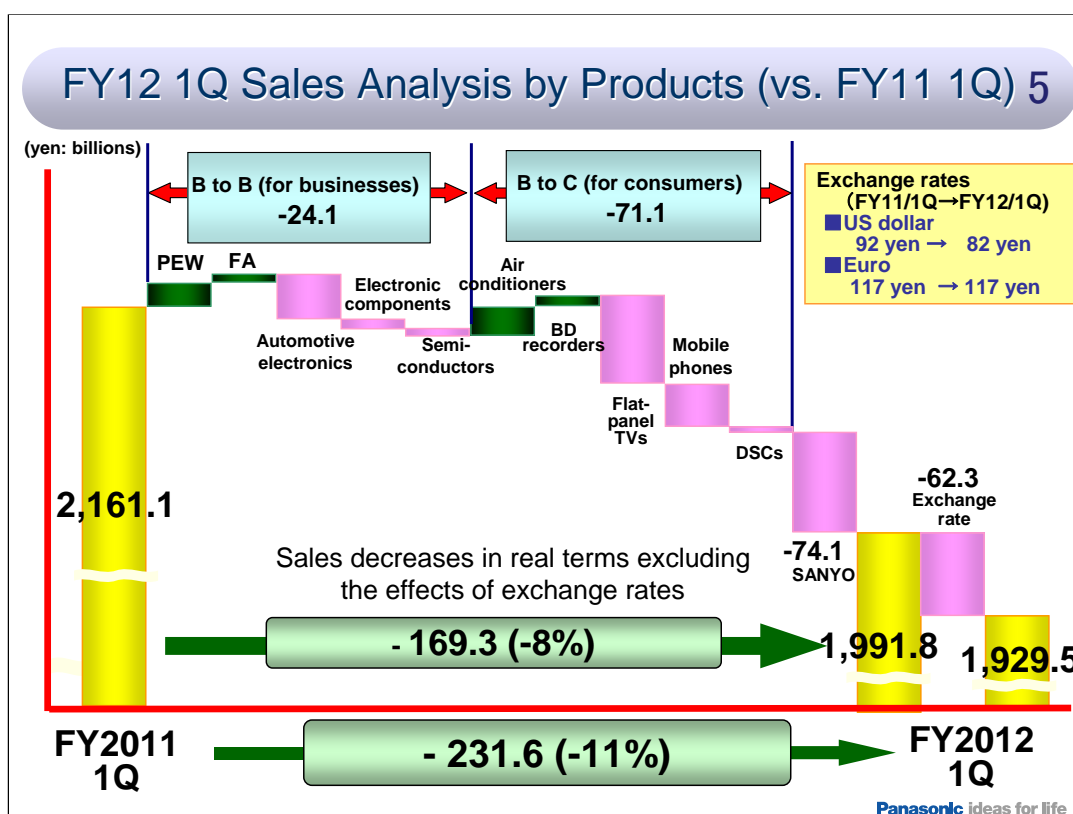 FY12 1Q Sales Analysis by Products (vs. FY11 1Q) 5
(yen: billions)
B to B (for businesses)
-24.1
B to C (for consumers)
-71.1
Exchange rates
(FY11/1Q→FY12/1Q)
■US dollar
92 yen → 82 yen
■Euro
117 yen → 117 yen
PEW
FA
Automotive
electronics
Electronic
components
Semi-
conductors
Air
conditioners
BD
recorders
Flat-
panel
TVs
Mobile
phones
DSCs
-74.1
SANYO
-62.3
Exchange
rate
2,161.1
1,991.8
1,929.5
Sales decreases in real terms excluding
the effects of exchange rates
- 169.3 (-8%)
FY2011
1Q
- 231.6 (-11%)
FY2012
1Q
Panasonic ideas for life